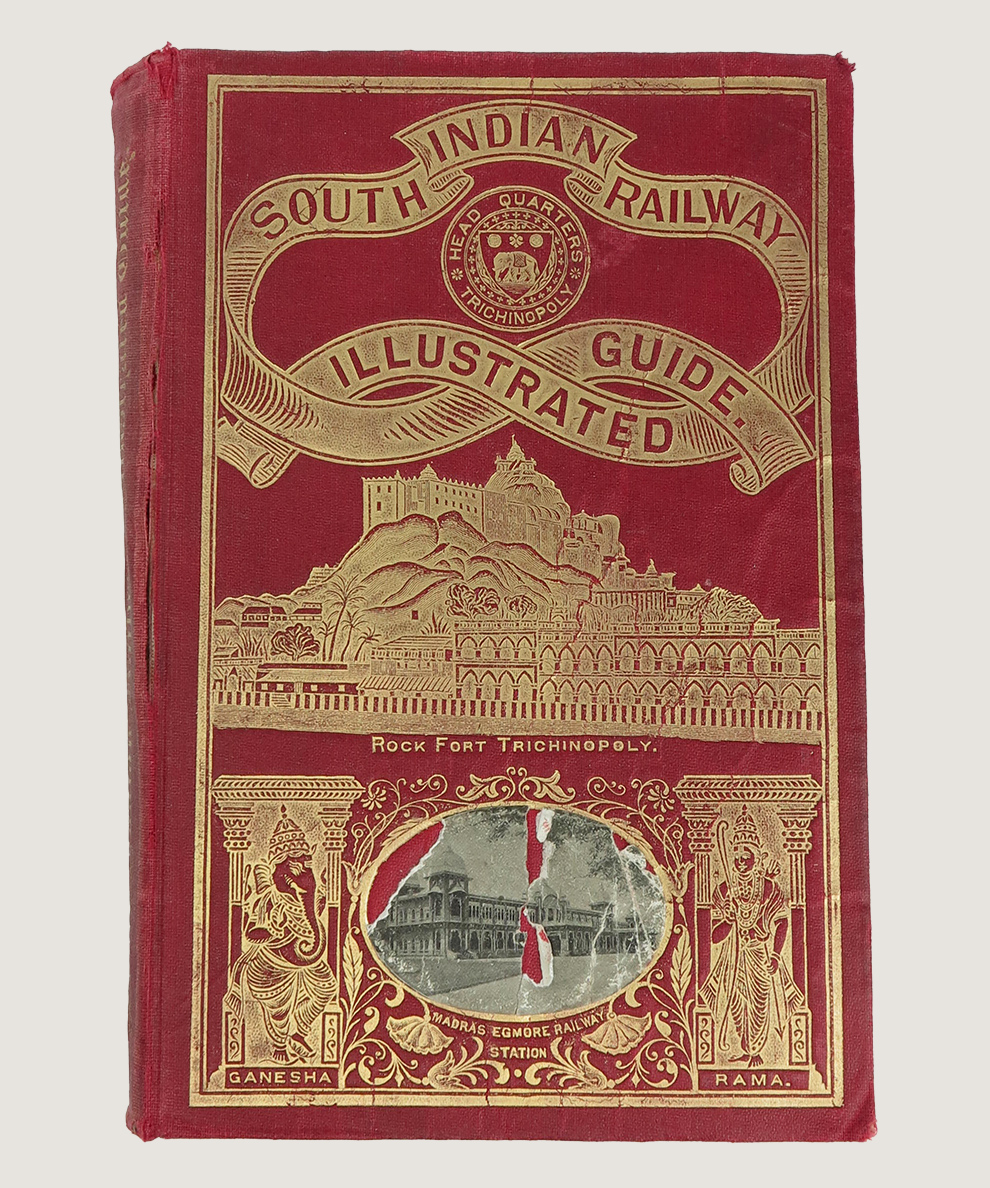 SOUTH INDIAN RAILWAY
HEAD QUARTERS
TRICHINOPOLY
ILLUSTRATED GUIDE.
ROCK FORT TRICHINOPOLY.
MADRAS EGMORE RAILWAY
STATION
GANESHA
RAMA.